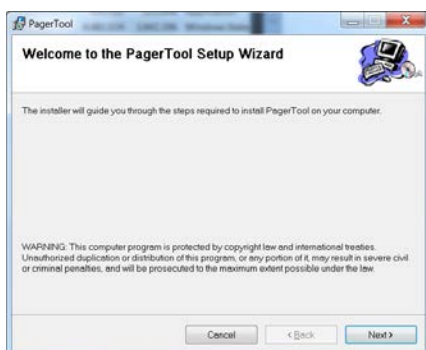 PagerTool
Welcome to the PagerTool Setup Wizard
The installer will guide you through the steps required to install PagerTool on your computer.
WARNING: This computer program is protected by copyright law and international treaties.
Unauthorized duplication or distribution of this program, or any portion of it, may result in severe civil
or criminal penalties, and will be prosecuted to the maximum extent possible under the law.
Cancel
< Back
Next >